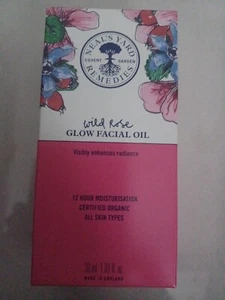 NEAL'S YARD
COVENT GARDEN
REMEDIES
Wild Rose
GLOW FACIAL OIL
Visibly enhances radiance
12 HOUR MOISTURISATION
CERTIFIED ORGANIC
ALL SKIN TYPES
MADE IN ENGLAND